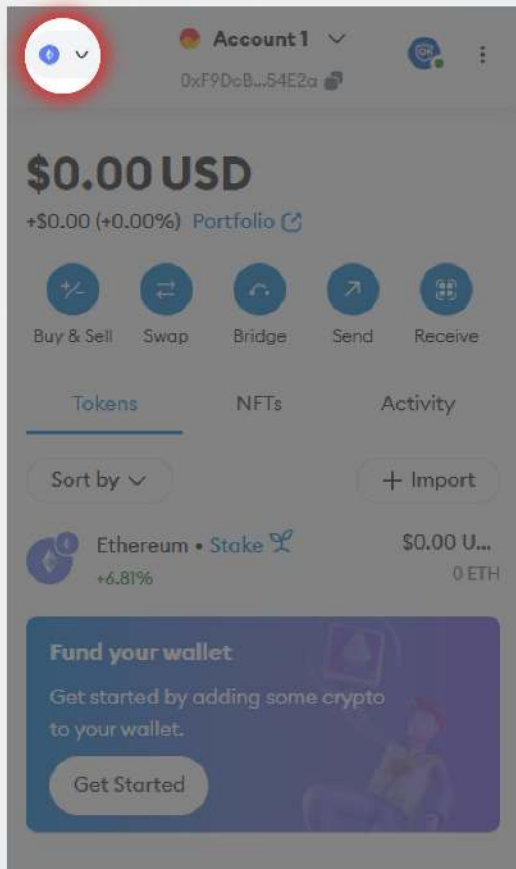 Account 1
0xF9DcB...54E2a
$0.00 USD
+$0.00 (+0.00%) Portfolio
Buy & Sell Swap Bridge Send Receive
Tokens NFTs Activity
Sort by + Import
Ethereum • Stake $0.00 U...
+6.81% 0 ETH
Fund your wallet
Get started by adding some crypto
to your wallet.
Get Started